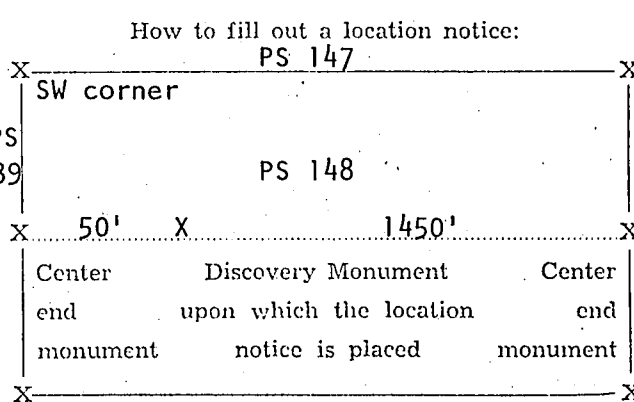 How to fill out a location notice:
PS 147
X X
SW corner
PS
39
PS 148
X 50' X 1450' X
Center Discovery Monument Center
end upon which the location end
monument notice is placed monument
X X